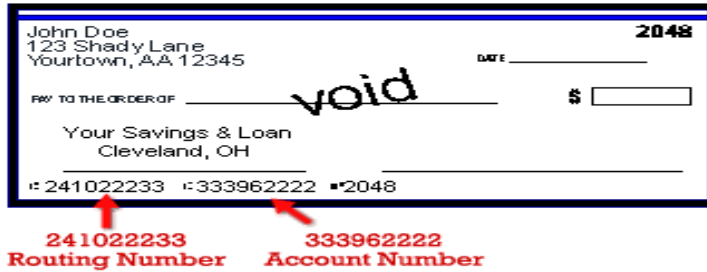 John Doe 2048
123 Shady Lane
Yourtown, AA 12345 DATE
void
PAY TO THE ORDER OF $
Your Savings & Loan
Cleveland, OH
⑆241022233 ⑆333962222 ⑈2048
241022233 333962222
Routing Number Account Number